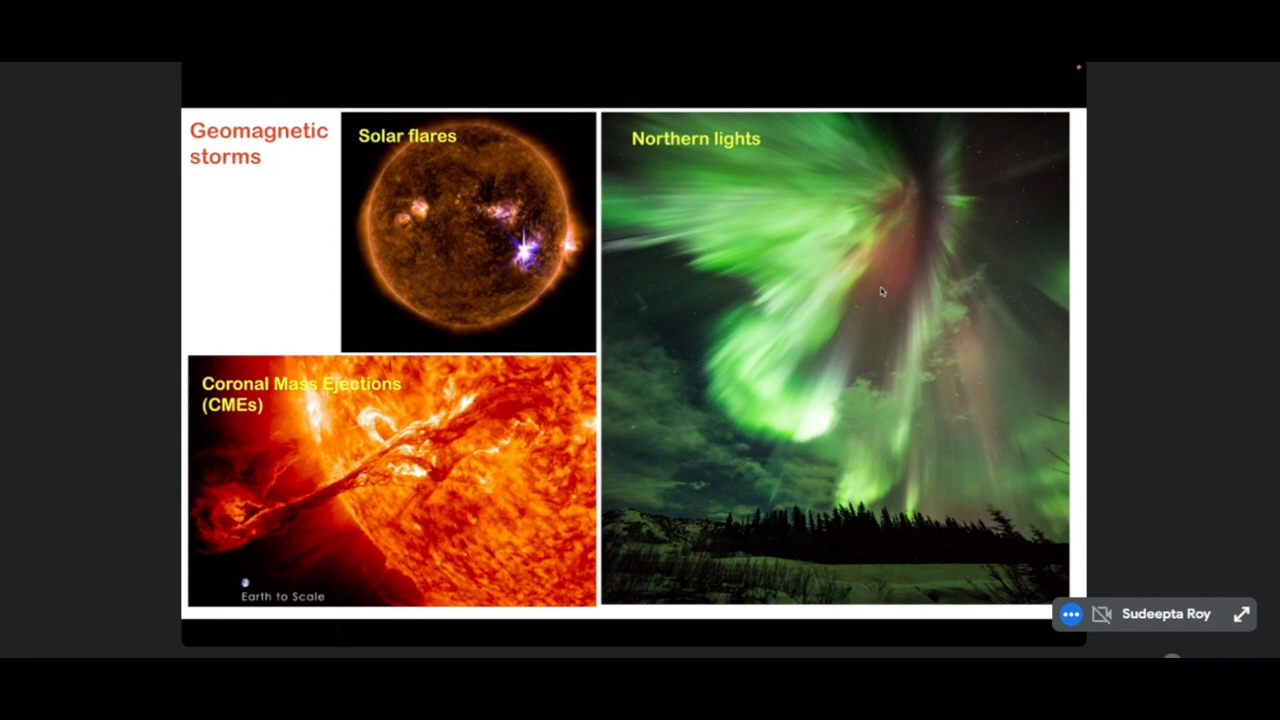 Geomagnetic
storms
Solar flares
Northern lights
Coronal Mass Ejections
(CMEs)
Earth to Scale
Sudeepta Roy